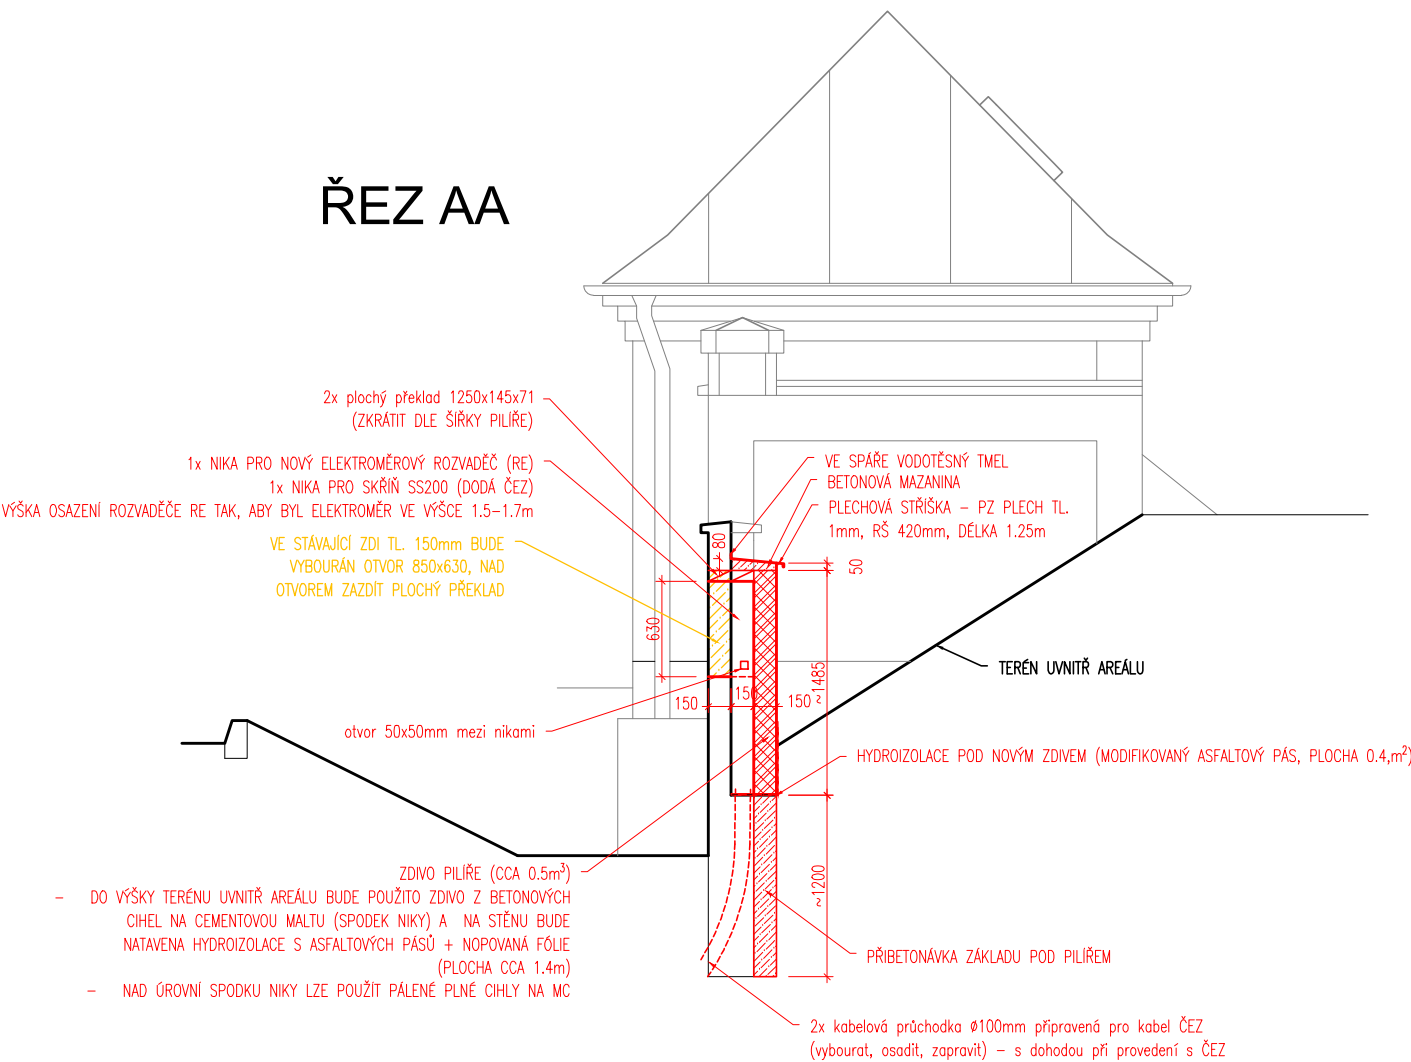 ŘEZ AA
2x plochý překlad 1250x145x71
(ZKRÁTIT DLE ŠÍŘKY PILÍŘE)
1x NIKA PRO NOVÝ ELEKTROMĚROVÝ ROZVADĚČ (RE)
1x NIKA PRO SKŘÍŇ SS200 (DODÁ ČEZ)
VÝŠKA OSAZENÍ ROZVADĚČE RE TAK, ABY BYL ELEKTROMĚR VE VÝŠCE 1.5-1.7m
VE STÁVAJÍCÍ ZDI TL. 150mm BUDE
VYBOURÁN OTVOR 850x630, NAD
OTVOREM ZAZDÍT PLOCHÝ PŘEKLAD
VE SPÁŘE VODOTĚSNÝ TMEL
BETONOVÁ MAZANINA
PLECHOVÁ STŘÍŠKA - PZ PLECH TL.
1mm, RŠ 420mm, DÉLKA 1.25m
80
50
630
~1485
150
150
150
TERÉN UVNITŘ AREÁLU
otvor 50x50mm mezi nikami
HYDROIZOLACE POD NOVÝM ZDIVEM (MODIFIKOVANÝ ASFALTOVÝ PÁS, PLOCHA 0.4,m²)
~1200
ZDIVO PILÍŘE (CCA 0.5m³)
- DO VÝŠKY TERÉNU UVNITŘ AREÁLU BUDE POUŽITO ZDIVO Z BETONOVÝCH
CIHEL NA CEMENTOVOU MALTU (SPODEK NIKY) A NA STĚNU BUDE
NATAVENA HYDROIZOLACE S ASFALTOVÝCH PÁSŮ + NOPOVANÁ FÓLIE
(PLOCHA CCA 1.4m)
- NAD ÚROVNÍ SPODKU NIKY LZE POUŽÍT PÁLENÉ PLNÉ CIHLY NA MC
PŘIBETONÁVKA ZÁKLADU POD PILÍŘEM
2x kabelová průchodka Ø100mm připravená pro kabel ČEZ
(vybourat, osadit, zapravit) - s dohodou při provedení s ČEZ